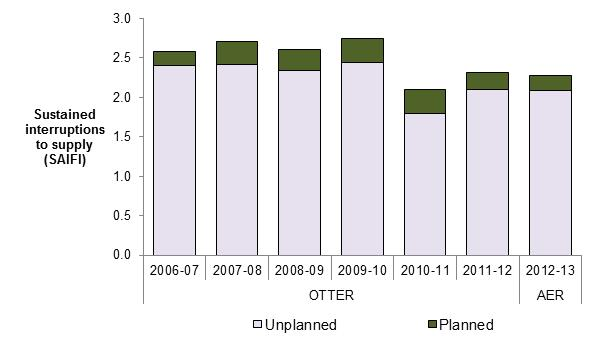 3.0
2.5
2.0
1.5
1.0
0.5
0.0
Sustained
interruptions
to supply
(SAIFI)
2006-07 2007-08 2008-09 2009-10 2010-11 2011-12 2012-13
OTTER AER
Unplanned Planned